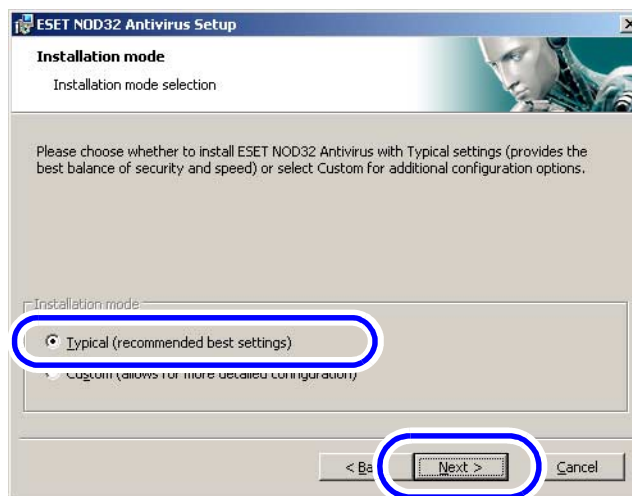 ESET NOD32 Antivirus Setup
Installation mode
Installation mode selection
Please choose whether to install ESET NOD32 Antivirus with Typical settings (provides the
best balance of security and speed) or select Custom for additional configuration options.
Installation mode
Typical (recommended best settings)
Custom (allows for more detailed configuration)
< Ba Next > Cancel